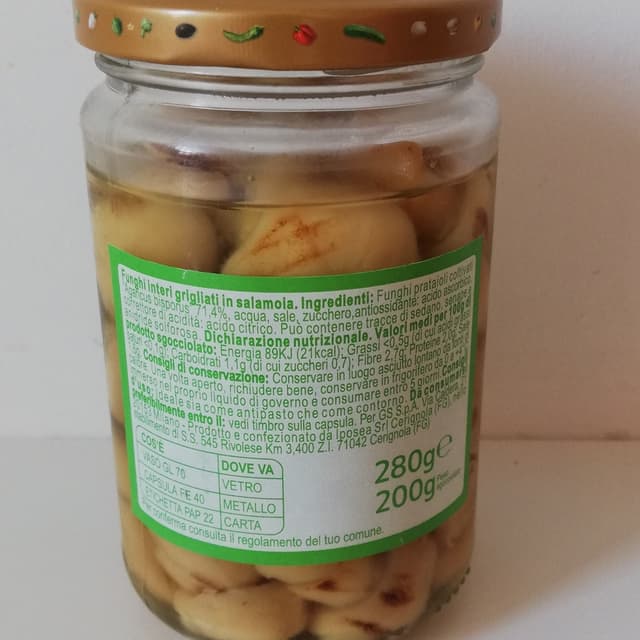 Funghi interi grigliati in salamoia. Ingredienti: Funghi prataioli coltivati
71,4%, acqua, sale, zucchero, antiossidante: acido ascorbico,
di acidità: acido citrico. Può contenere tracce di sedano, senape
solforosa. Dichiarazione nutrizionale. Valori medi per 100g di
prodotto sgocciolato: Energia 89KJ (21kcal); Grassi <0,5g (di cui
Carboidrati 1,1g (di cui zuccheri 0,7); Fibre 2,7g; Proteine
Consigli di conservazione: Conservare in luogo asciutto, lontano da fonti
una volta aperto, richiudere bene, conservare in frigorifero
nel proprio liquido di governo e consumare entro 5 giorni.
ideale sia come antipasto che come contorno. Da consumarsi
preferibilmente entro il: vedi timbro sulla capsula. Per GS S.p.A. Via
Milano - Prodotto e confezionato da Iposea Srl Cerignola (FG),
S.S. 545 Rivolese Km 3,400 Z.I. 71042 Cerignola (FG)
COS'È DOVE VA
VASO GL 70 VETRO
CAPSULA FE 40 METALLO
ETICHETTA PAP 22 CARTA
Per conferma consulta il regolamento del tuo comune.
280g e
200g